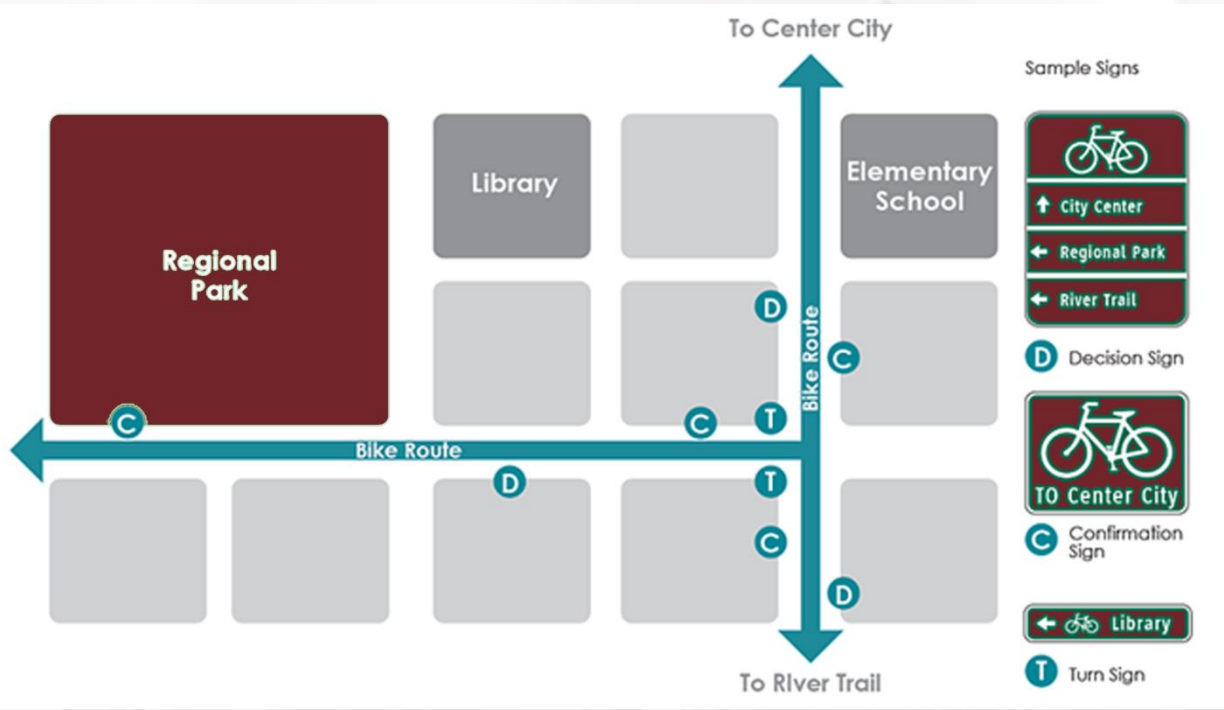 To Center City
Sample Signs
Library
Elementary
School
City Center
Regional
Park
Regional Park
River Trail
D
Bike Route
C
D Decision Sign
C
C
T
Bike Route
D
T
TO Center City
C
C Confirmation
Sign
D
Library
To RIver Trail
T Turn Sign